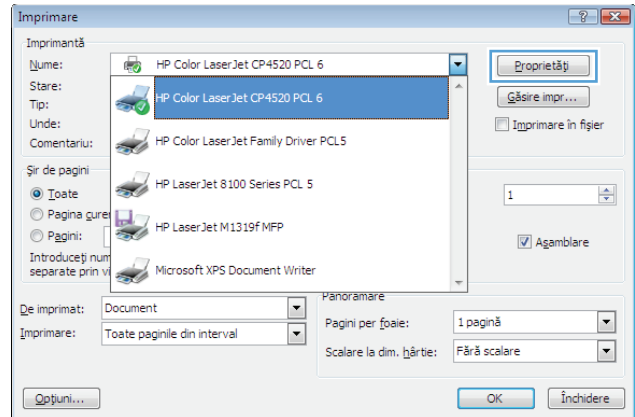 Imprimare
Imprimantă
Nume: HP Color LaserJet CP4520 PCL 6
Proprietăți
Stare:
HP Color LaserJet CP4520 PCL 6
Găsire impr...
Tip:
Unde:
Imprimare în fișier
Comentariu:
HP Color LaserJet Family Driver PCL5
Șir de pagini
HP LaserJet 8100 Series PCL 5
Toate
1
Pagina curen
HP LaserJet M1319f MFP
Pagini:
Asamblare
Introduceți num
separate prin vi
Microsoft XPS Document Writer
Panoramare
De imprimat: Document
Pagini per foaie: 1 pagină
Imprimare: Toate paginile din interval
Scalare la dim. hârtie: Fără scalare
Opțiuni...
OK
Închidere